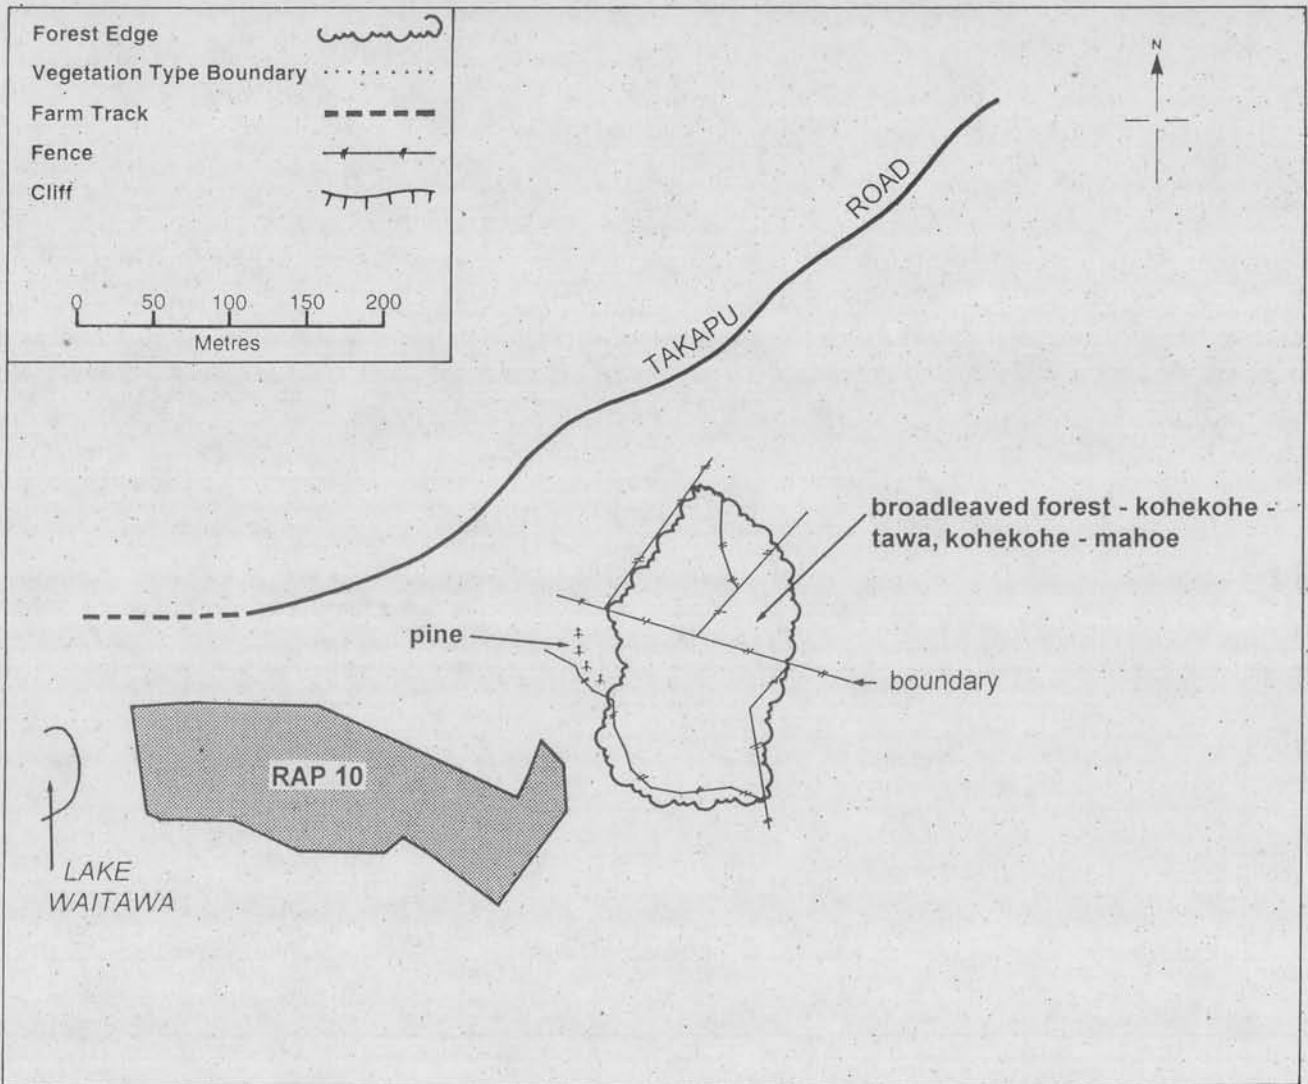 Forest Edge
Vegetation Type Boundary
Farm Track
Fence
Cliff
0 50 100 150 200
Metres
N
TAKAPU ROAD
broadleaved forest - kohekohe -
tawa, kohekohe - mahoe
pine
boundary
RAP 10
LAKE
WAITAWA